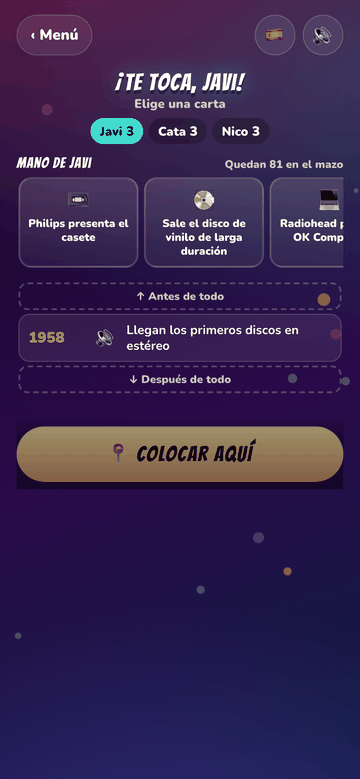 ‹ Menú
¡TE TOCA, JAVI!
Elige una carta
Javi 3
Cata 3
Nico 3
MANO DE JAVI
Quedan 81 en el mazo
Philips presenta el
casete
Sale el disco de
vinilo de larga
duración
Radiohead p
OK Comp
↑ Antes de todo
1958
Llegan los primeros discos en
estéreo
↓ Después de todo
COLOCAR AQUÍ